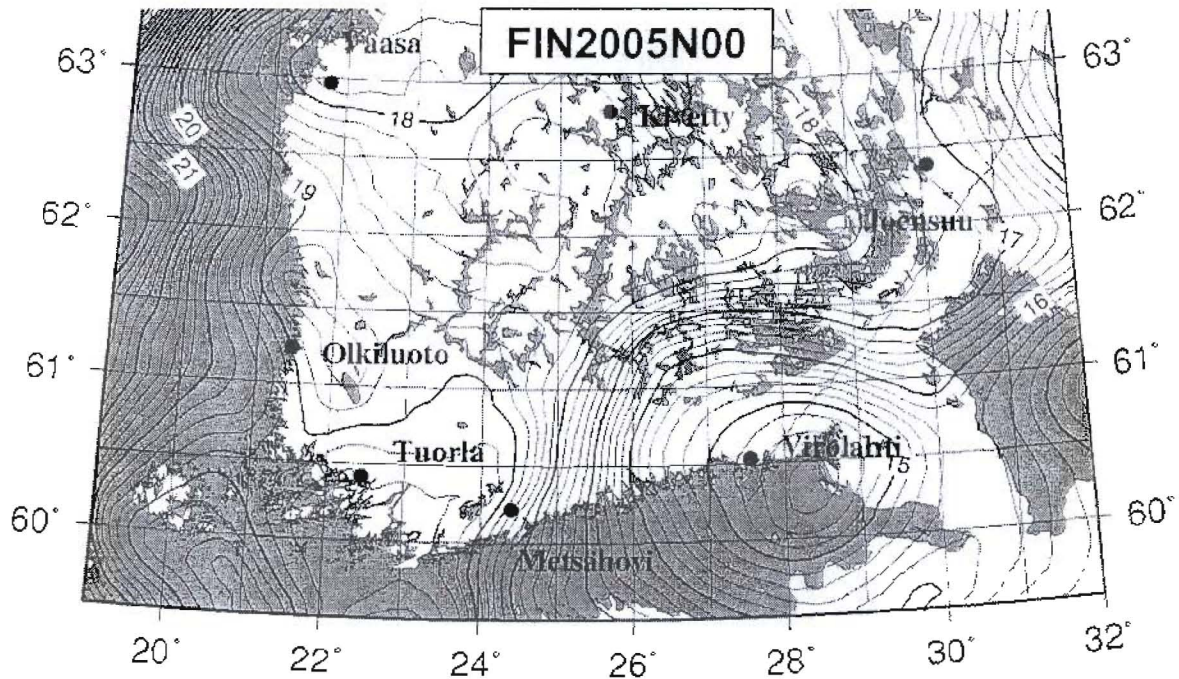 FIN2005N00
Vaasa
63°
63°
18
Kivetty
18
20
21
19
62°
62°
Joensuu
17
16
Olkiluoto
61°
61°
Tuorla
Virolahti
15
60°
60°
Metsähovi
20°
22°
24°
26°
28°
30°
32°